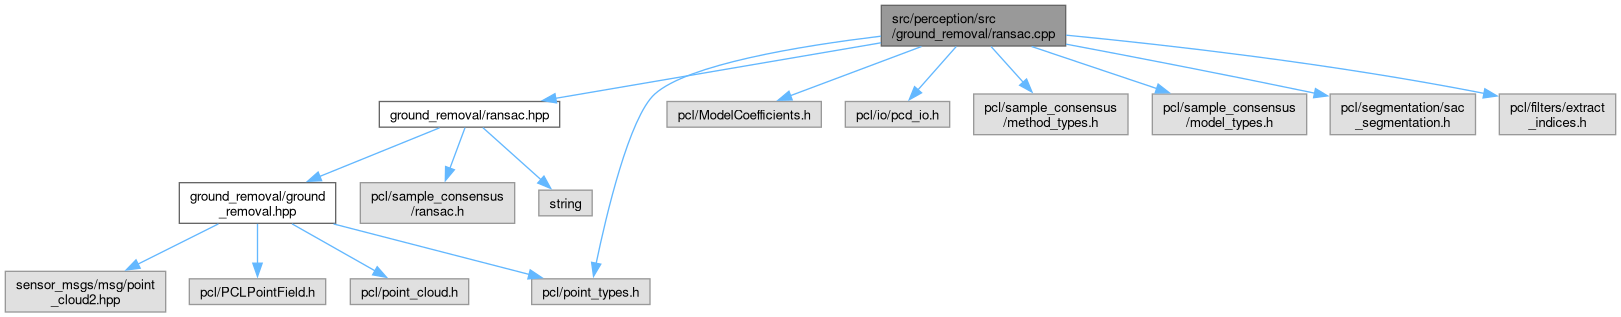 src/perception/src
/ground_removal/ransac.cpp
ground_removal/ransac.hpp
pcl/ModelCoefficients.h
pcl/io/pcd_io.h
pcl/sample_consensus
/method_types.h
pcl/sample_consensus
/model_types.h
pcl/segmentation/sac
_segmentation.h
pcl/filters/extract
_indices.h
ground_removal/ground
_removal.hpp
pcl/sample_consensus
/ransac.h
string
sensor_msgs/msg/point
_cloud2.hpp
pcl/PCLPointField.h
pcl/point_cloud.h
pcl/point_types.h